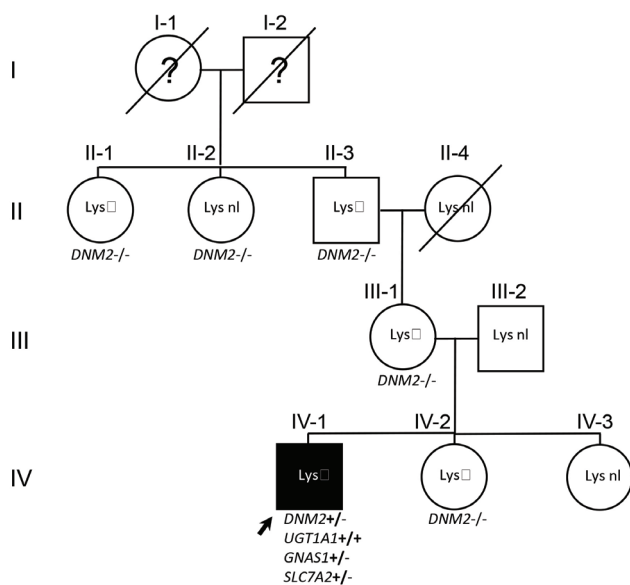 I-1 I-2
I ? ?
II-1 II-2 II-3 II-4
II Lys□ Lys nl Lys□ Lys nl
DNM2-/- DNM2-/- DNM2-/-
III-1 III-2
III Lys□ Lys nl
DNM2-/-
IV-1 IV-2 IV-3
IV Lys□ Lys□ Lys nl
DNM2+/- DNM2-/-
UGT1A1+/+
GNAS1+/-
SLC7A2+/-